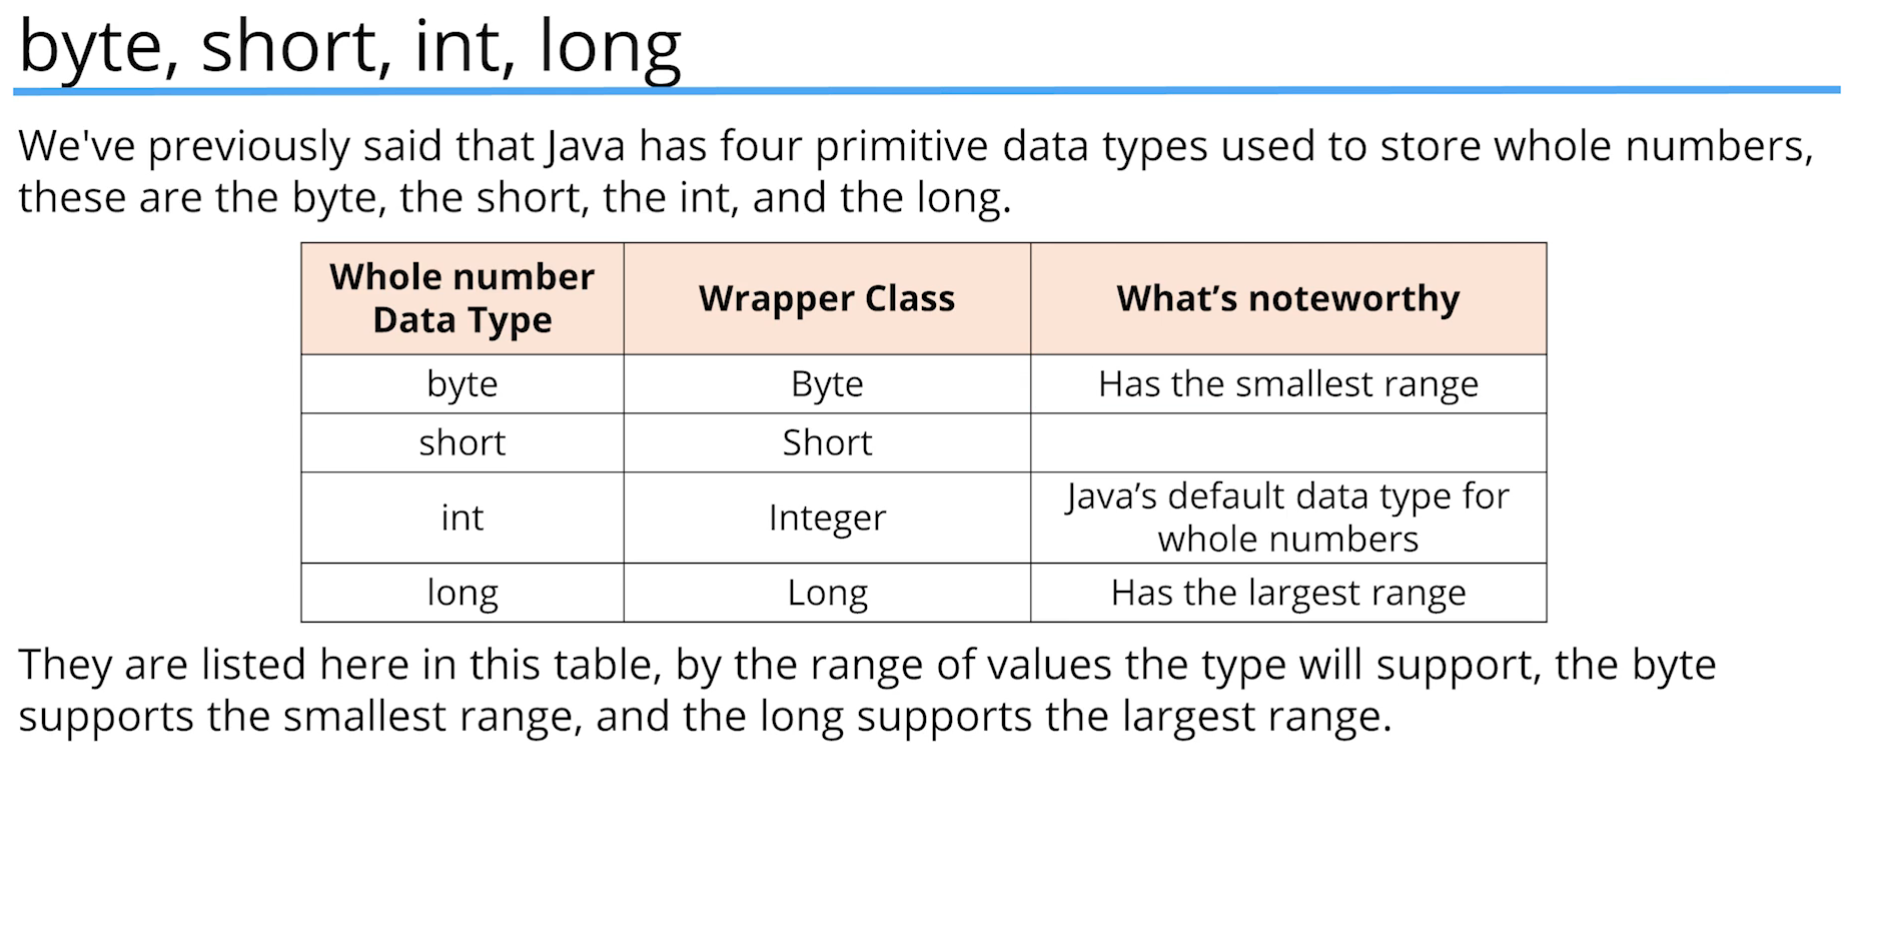 byte, short, int, long
We've previously said that Java has four primitive data types used to store whole numbers,
these are the byte, the short, the int, and the long.
Whole number
Data Type
Wrapper Class
What’s noteworthy
byte
Byte
Has the smallest range
short
Short
int
Integer
Java’s default data type for
whole numbers
long
Long
Has the largest range
They are listed here in this table, by the range of values the type will support, the byte
supports the smallest range, and the long supports the largest range.